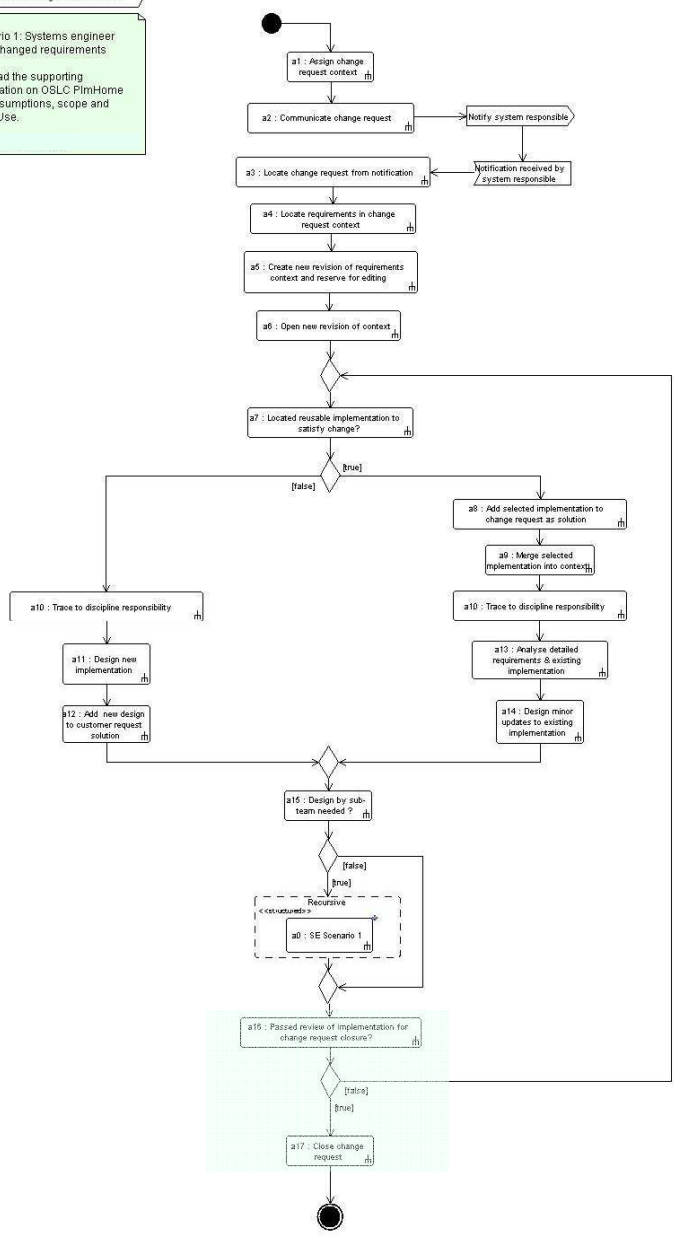 rio 1: Systems engineer
hanged requirements
ad the supporting
ation on OSLC PlmHome
sumptions, scope and
Use.
a1 : Assign change
request context
a2 : Communicate change request
Notify system responsible
a3 : Locate change request from notification
Notification received by
system responsible
a4 : Locate requirements in change
request context
a5 : Create new revision of requirements
context and reserve for editing
a6 : Open new revision of context
a7 : Located reusable implementation to
satisfy change?
[true]
[false]
a8 : Add selected implementation to
change request as solution
a9 : Merge selected
mplementation into context
a10 : Trace to discipline responsibility
a10 : Trace to discipline responsibility
a11 : Design new
implementation
a13 : Analyse detailed
requirements & existing
implementation
a12 : Add new design
to customer request
solution
a14 : Design minor
updates to existing
implementation
a15 : Design by sub-
team needed ?
[false]
[true]
Recursive
<<structured>>
a0 : SE Scenario 1
a16 : Passed review of implementation for
change request closure?
[false]
[true]
a17 : Close change
request